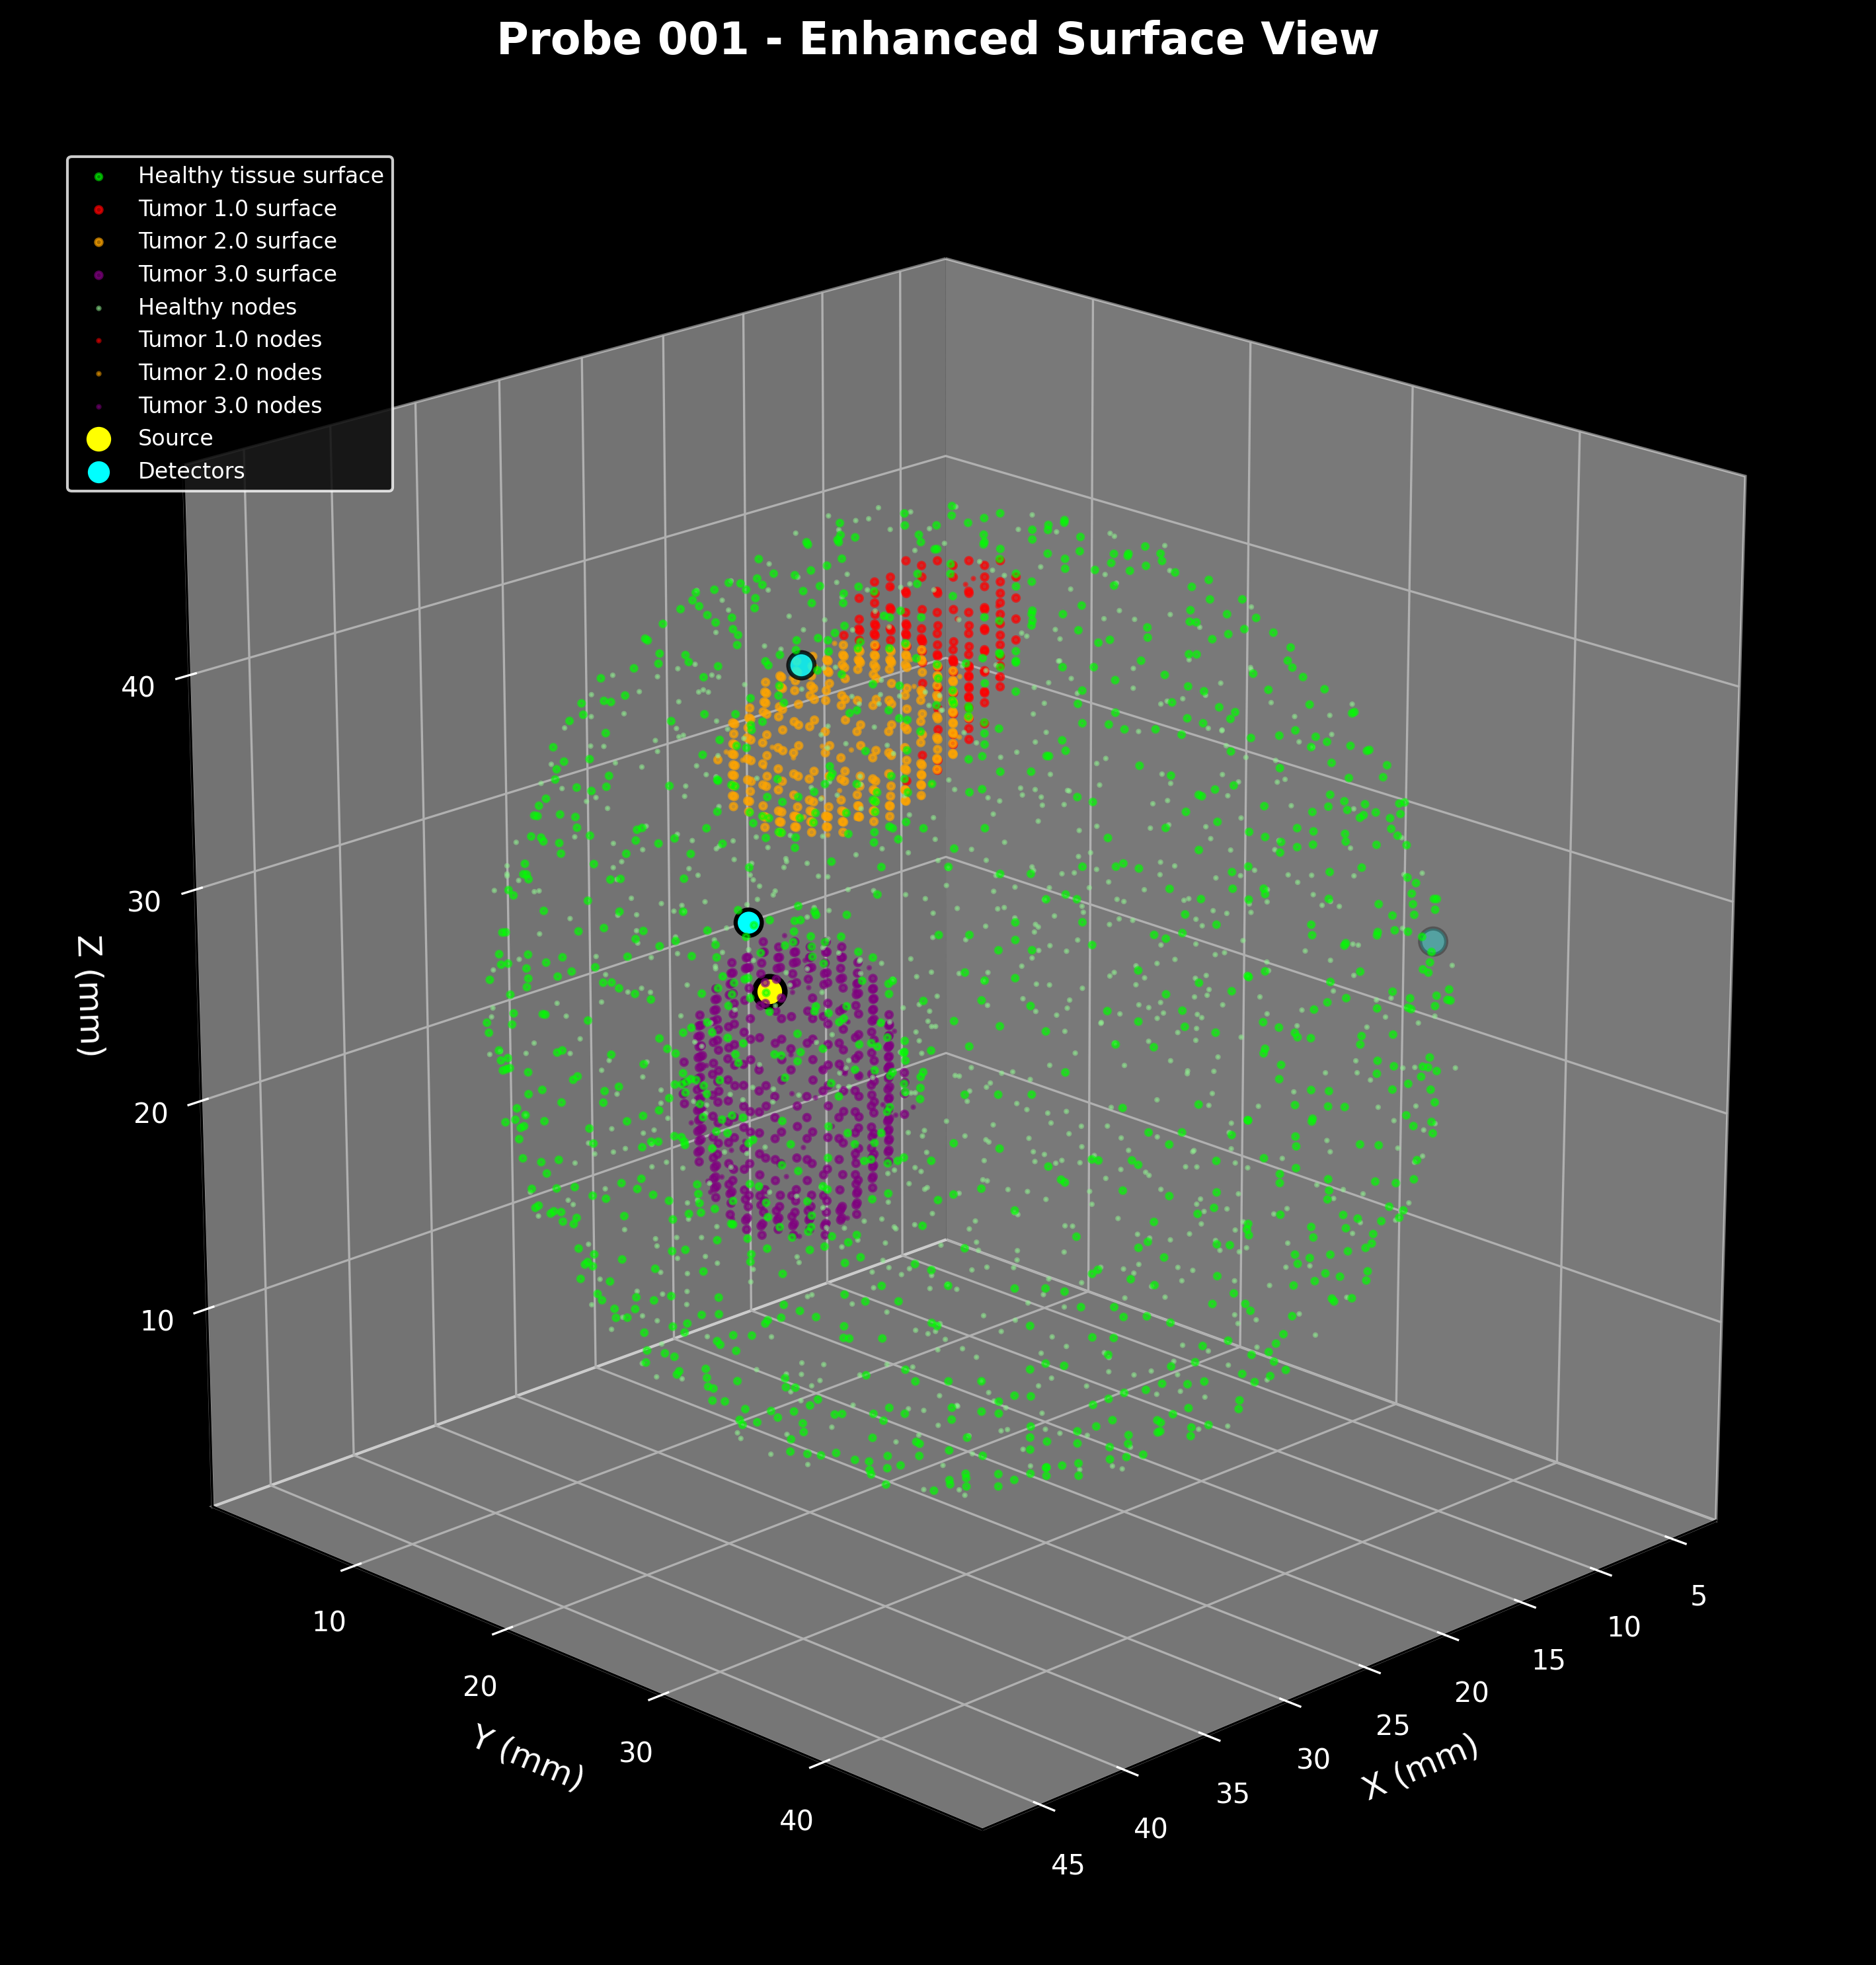 Probe 001 - Enhanced Surface View
Healthy tissue surface
Tumor 1.0 surface
Tumor 2.0 surface
Tumor 3.0 surface
Healthy nodes
Tumor 1.0 nodes
Tumor 2.0 nodes
Tumor 3.0 nodes
Source
Detectors
40
30
20
10
Z (mm)
10
20
30
40
Y (mm)
5
10
15
20
25
30
35
40
45
X (mm)